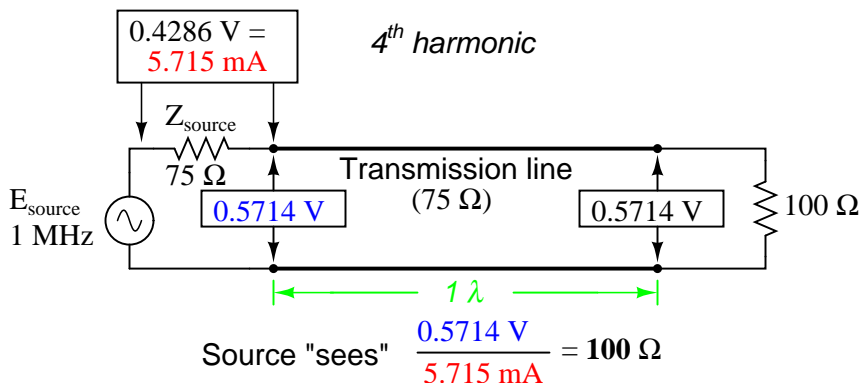 0.4286 V =
5.715 mA
4th harmonic
Zsource
75 Ω
Transmission line
(75 Ω)
Esource
1 MHz
0.5714 V
0.5714 V
100 Ω
1 λ
Source "sees" 0.5714 V / 5.715 mA = 100 Ω